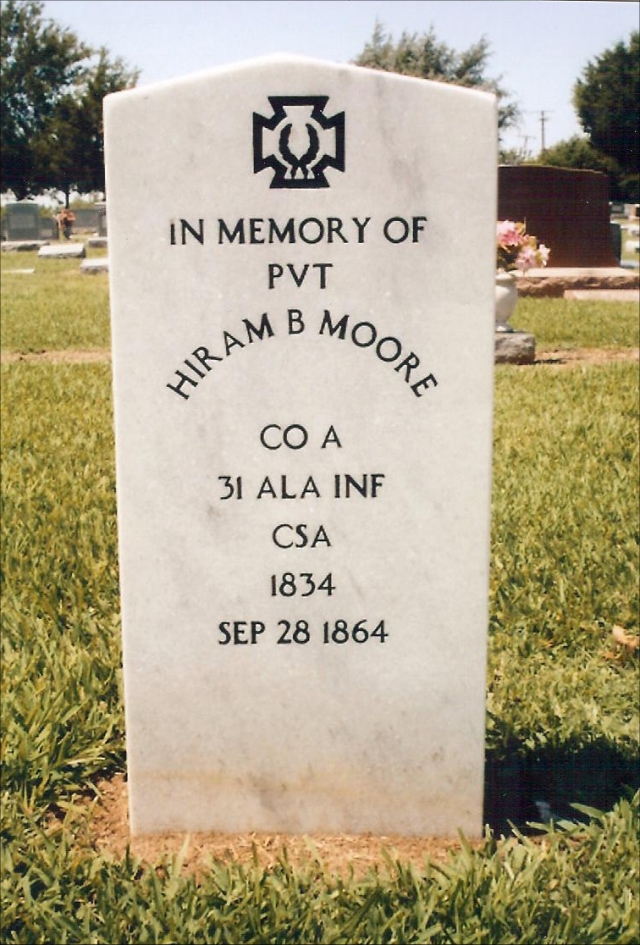 IN MEMORY OF
PVT
HIRAM B MOORE
CO A
31 ALA INF
CSA
1834
SEP 28 1864